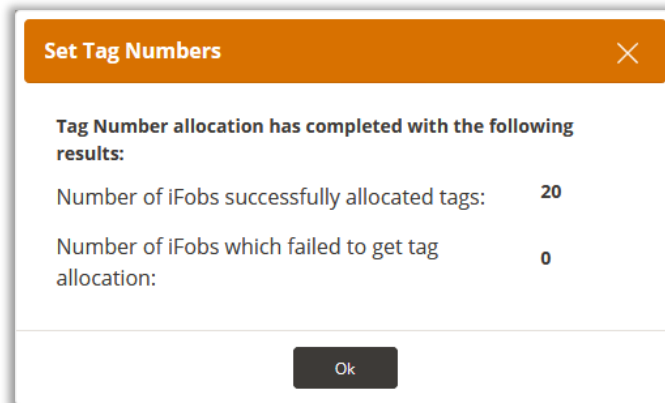 Set Tag Numbers
Tag Number allocation has completed with the following
results:
Number of iFobs successfully allocated tags: 20
Number of iFobs which failed to get tag
allocation: 0
Ok